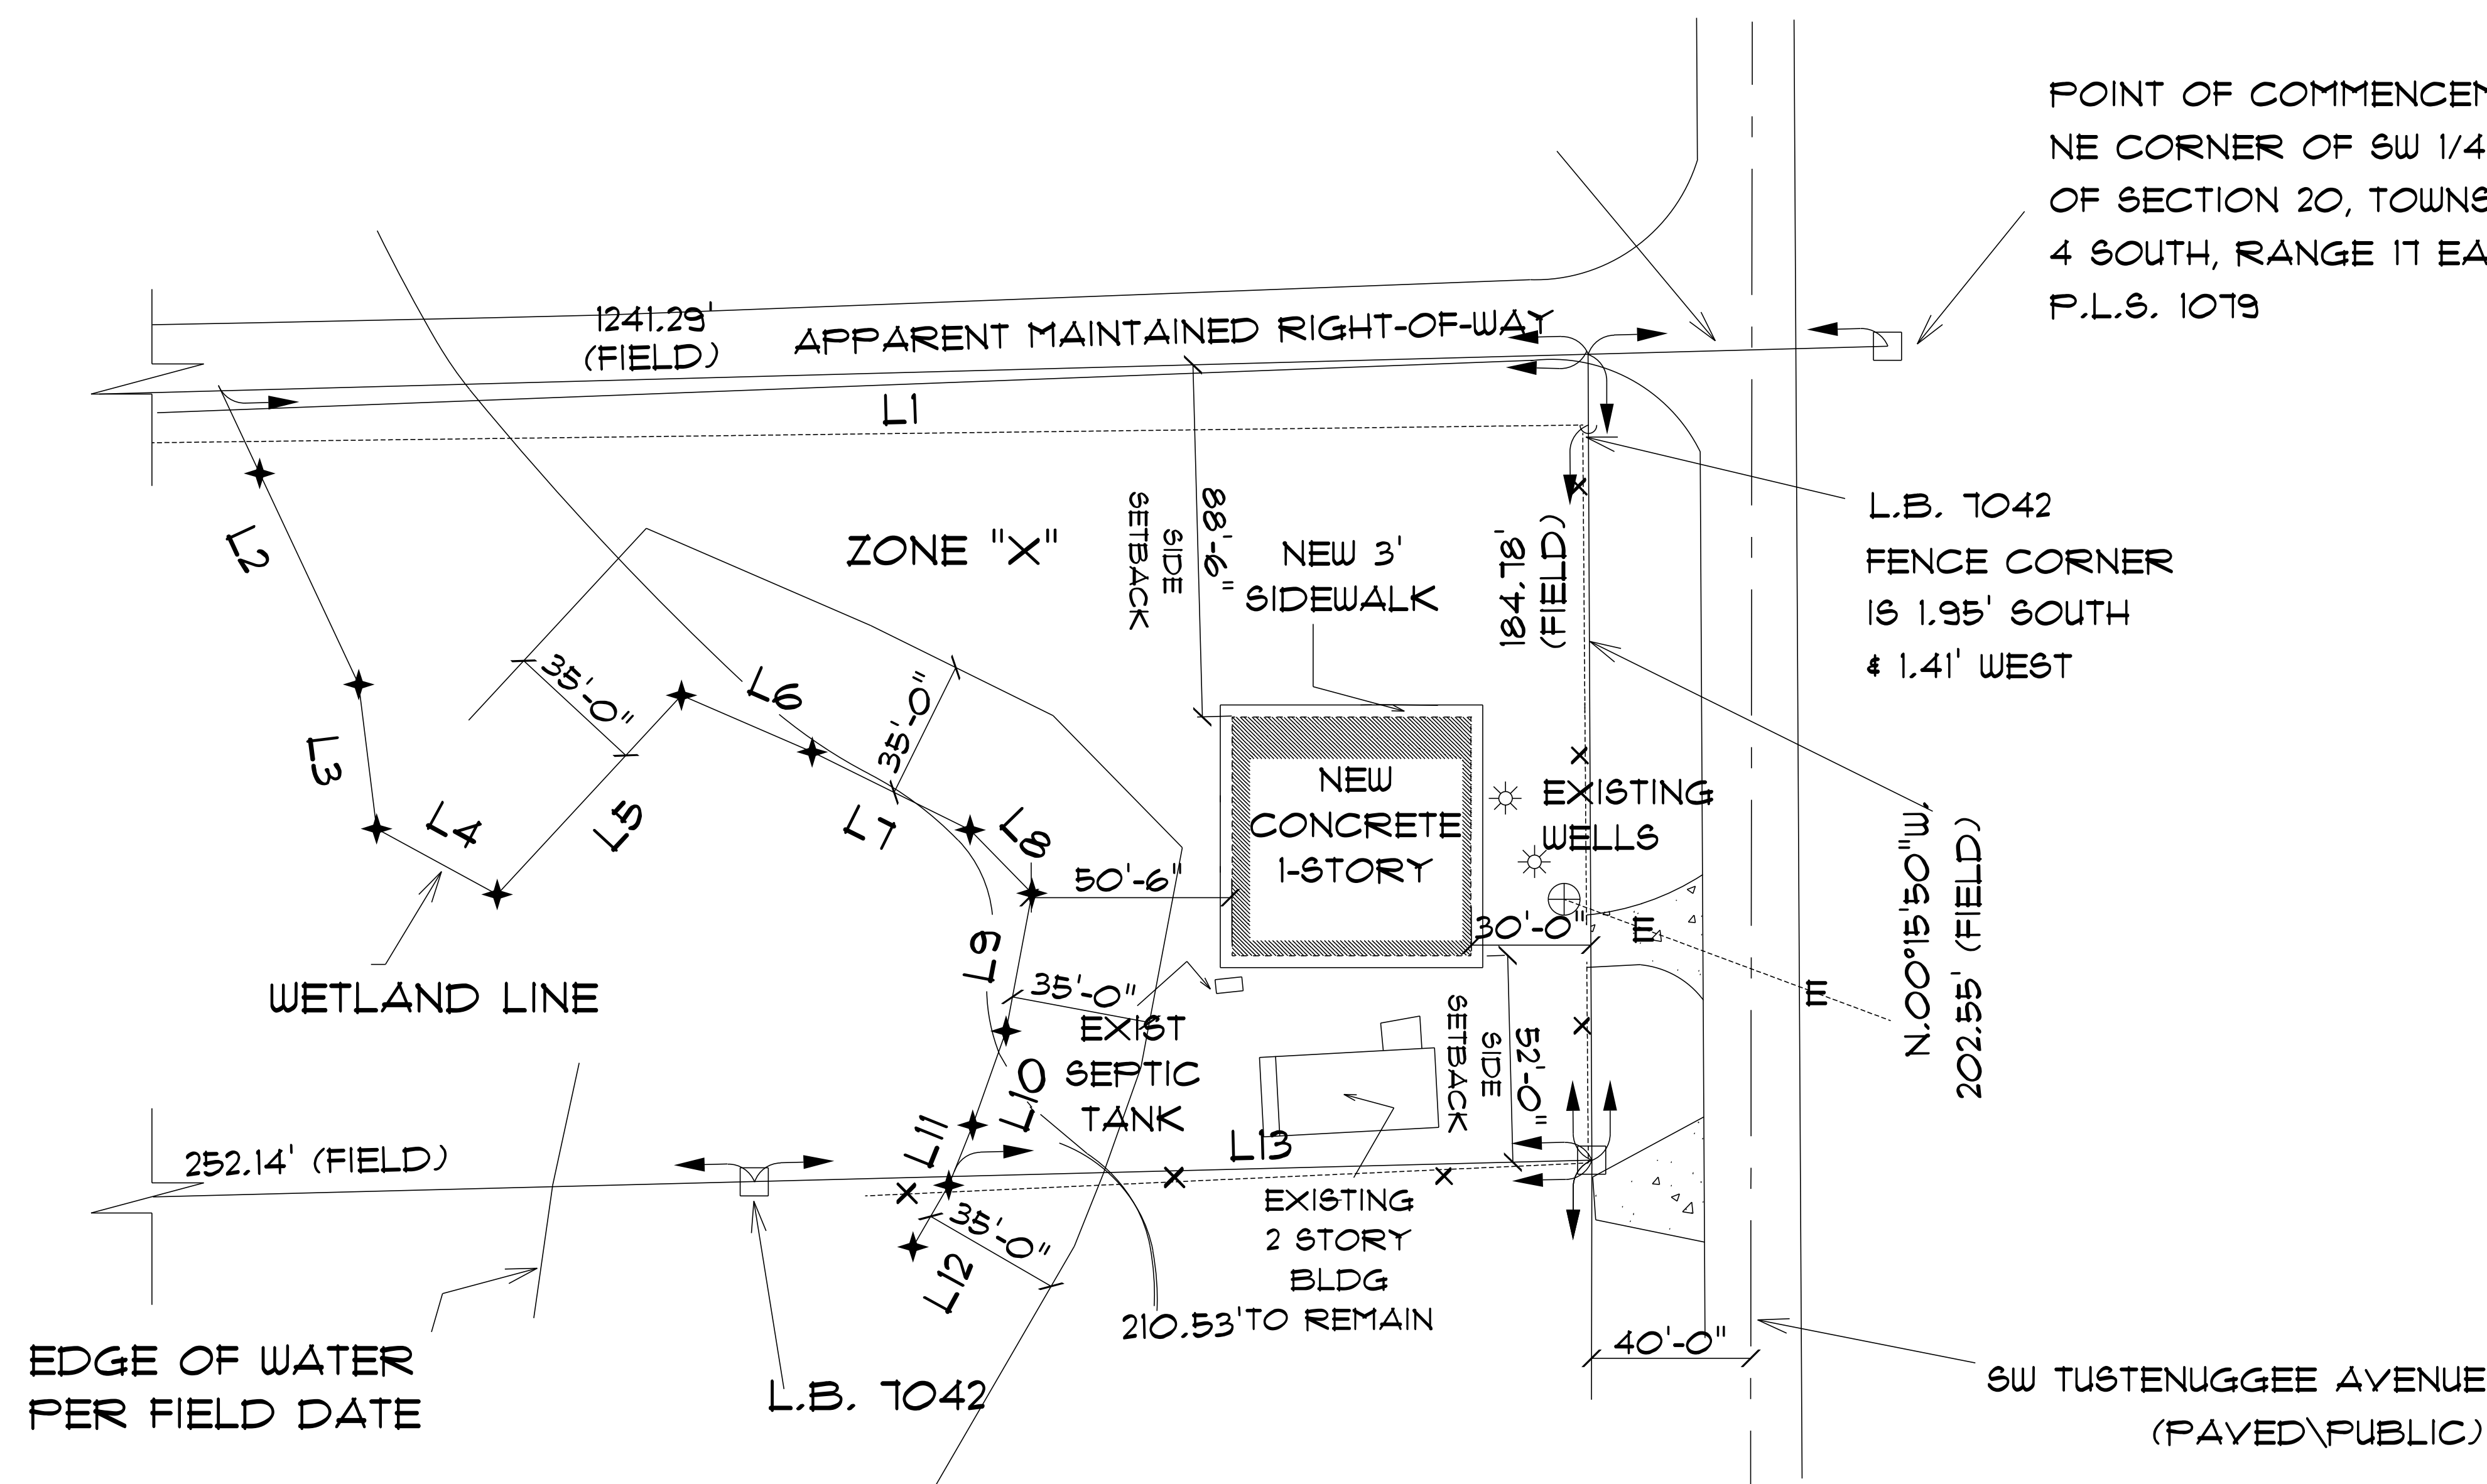 POINT OF COMMENCEM
NE CORNER OF SW 1/4
OF SECTION 20, TOWNS
4 SOUTH, RANGE 17 EA
P.L.S. 1079
1241.29'
(FIELD)
APPARENT MAINTAINED RIGHT-OF-WAY
L1
L.B. 7042
FENCE CORNER
IS 1.95' SOUTH
& 1.41' WEST
L2
ZONE "X"
SIDE
SETBACK
88'-6"
NEW 3'
SIDEWALK
184.78'
(FIELD)
35'-0"
L6
35'-0"
L3
L4
L5
L7
L8
NEW
CONCRETE
1-STORY
EXISTING
WELLS
50'-6"
30'-0"
E
E
N.00°15'50"W.
202.55' (FIELD)
WETLAND LINE
L9
35'-0"
EXIST
SEPTIC
TANK
SIDE
SETBACK
52'-0"
L10
L11
L13
252.14' (FIELD)
EXISTING
2 STORY
BLDG
TO REMAIN
35'-0"
L12
210.53'
EDGE OF WATER
PER FIELD DATE
L.B. 7042
40'-0"
SW TUSTENUGGEE AVENUE
(PAVED\PUBLIC)